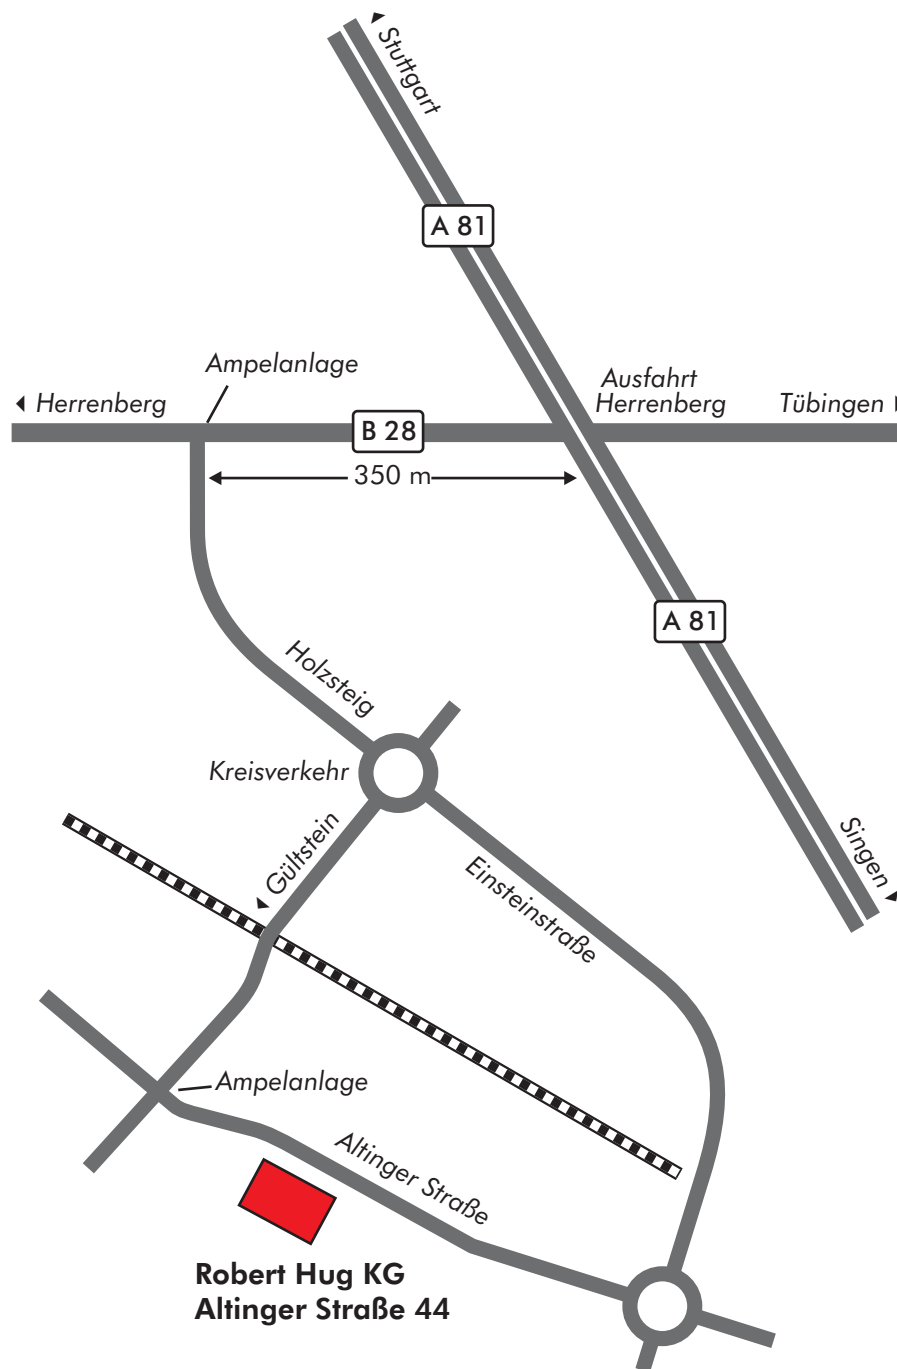 Stuttgart
A 81
Ampelanlage
Ausfahrt
Herrenberg
Herrenberg
Tübingen
B 28
350 m
A 81
Holzsteig
Kreisverkehr
Gültstein
Einsteinstraße
Singen
Ampelanlage
Altinger Straße
Robert Hug KG
Altinger Straße 44